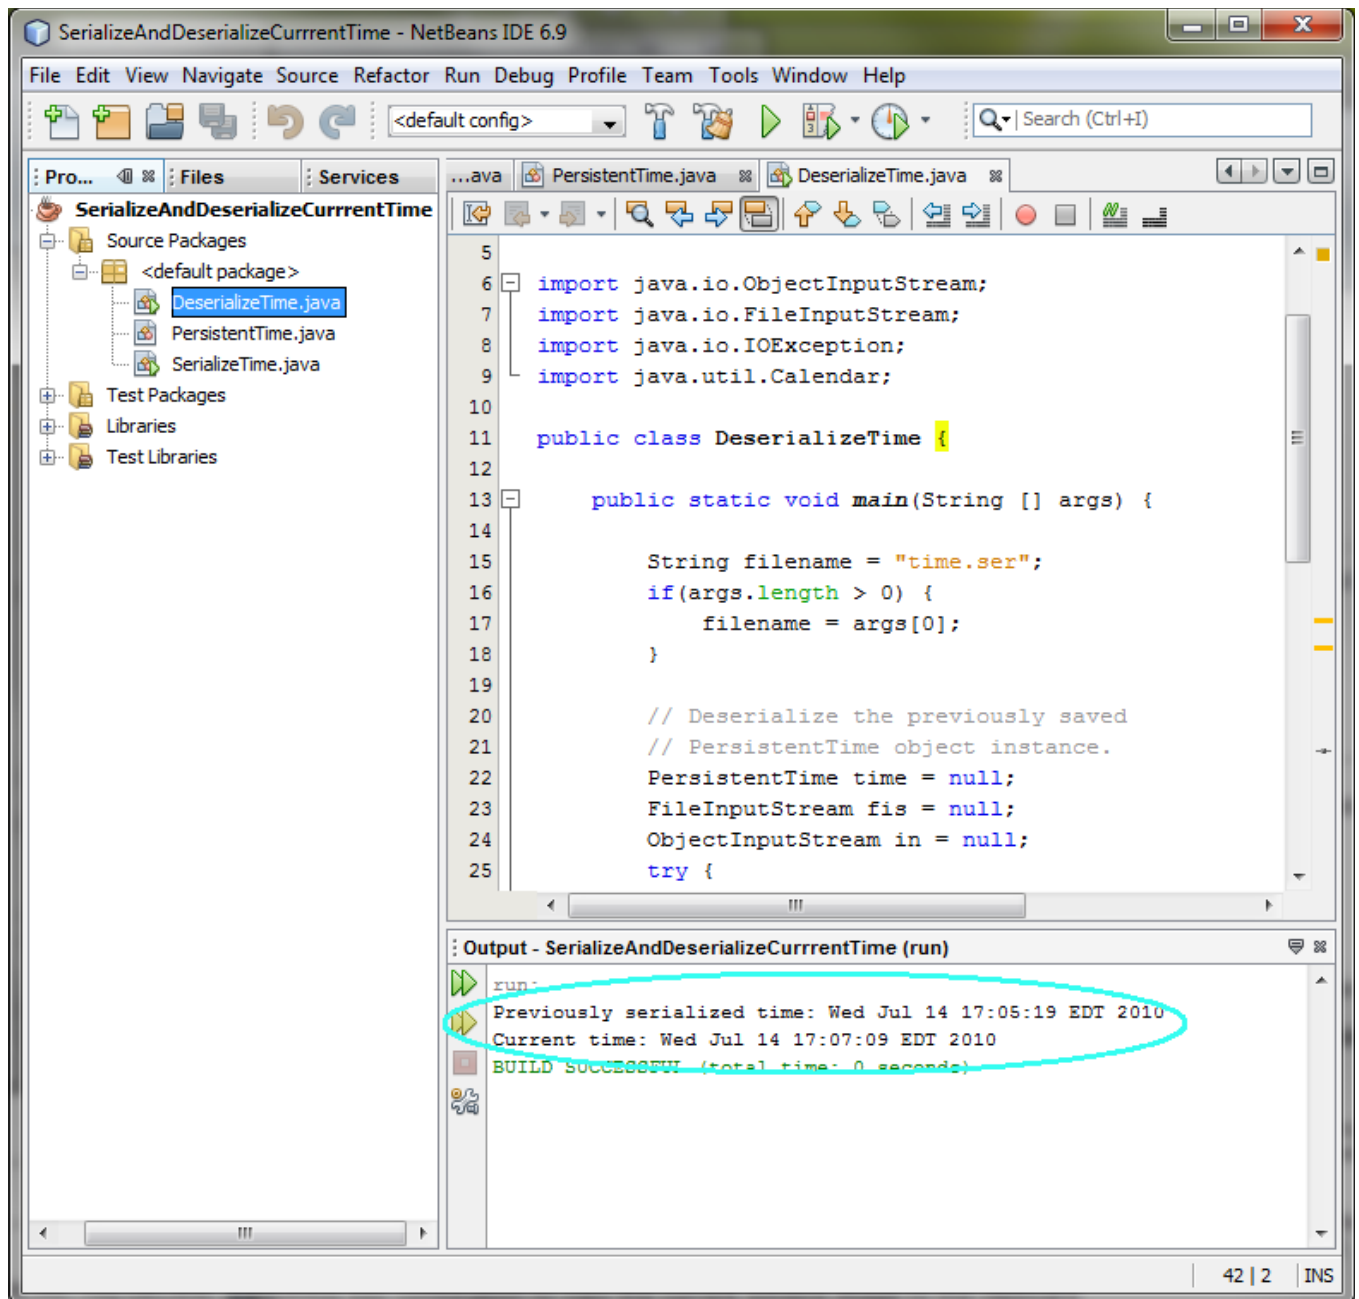 SerializeAndDeserializeCurrrentTime - NetBeans IDE 6.9
File Edit View Navigate Source Refactor Run Debug Profile Team Tools Window Help
<default config>
Search (Ctrl+I)
Pro... Files Services
SerializeAndDeserializeCurrrentTime
Source Packages
<default package>
DeserializeTime.java
PersistentTime.java
SerializeTime.java
Test Packages
Libraries
Test Libraries
...ava PersistentTime.java DeserializeTime.java
5
6 import java.io.ObjectInputStream;
7 import java.io.FileInputStream;
8 import java.io.IOException;
9 import java.util.Calendar;
10
11 public class DeserializeTime {
12
13 public static void main(String [] args) {
14
15 String filename = "time.ser";
16 if(args.length > 0) {
17 filename = args[0];
18 }
19
20 // Deserialize the previously saved
21 // PersistentTime object instance.
22 PersistentTime time = null;
23 FileInputStream fis = null;
24 ObjectInputStream in = null;
25 try {
Output - SerializeAndDeserializeCurrrentTime (run)
run:
Previously serialized time: Wed Jul 14 17:05:19 EDT 2010
Current time: Wed Jul 14 17:07:09 EDT 2010
BUILD SUCCESSFUL (total time: 0 seconds)
42 | 2 INS